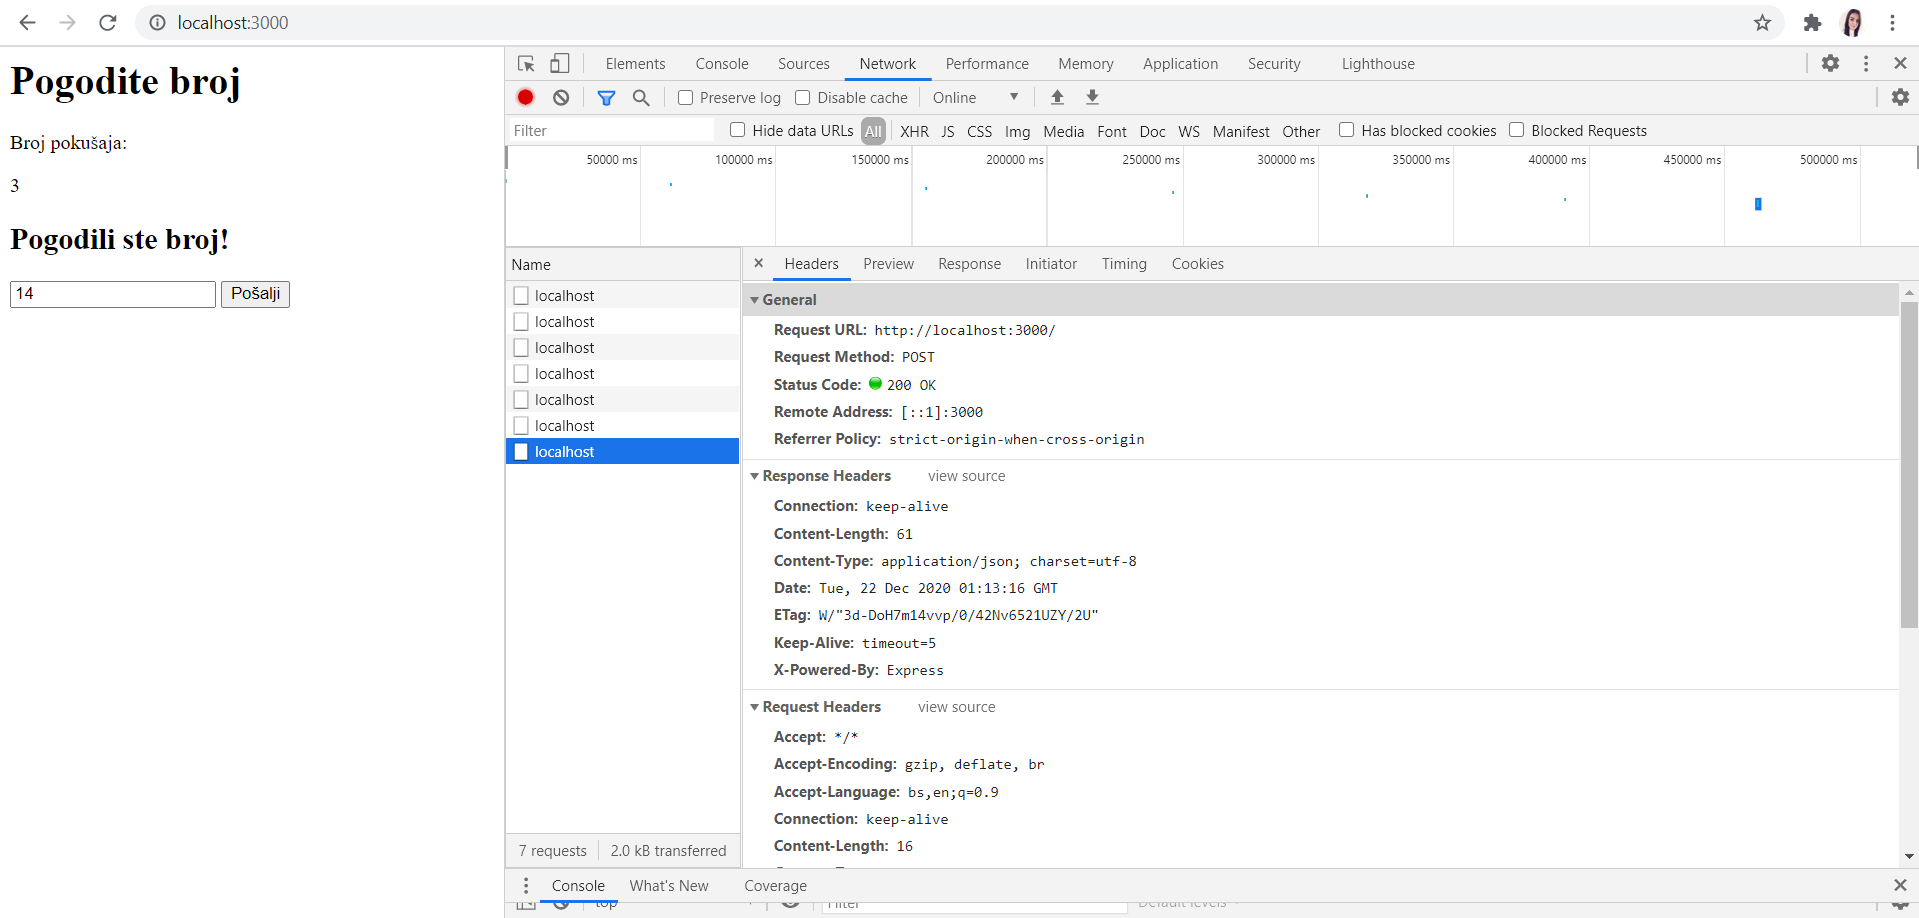 localhost:3000
Pogodite broj
Broj pokušaja:
3
Pogodili ste broj!
14 Pošalji
Elements Console Sources Network Performance Memory Application Security Lighthouse
Preserve log Disable cache Online
Filter Hide data URLs All XHR JS CSS Img Media Font Doc WS Manifest Other Has blocked cookies Blocked Requests
50000 ms 100000 ms 150000 ms 200000 ms 250000 ms 300000 ms 350000 ms 400000 ms 450000 ms 500000 ms
Name
localhost
localhost
localhost
localhost
localhost
localhost
localhost
7 requests 2.0 kB transferred
Headers Preview Response Initiator Timing Cookies
General
Request URL: http://localhost:3000/
Request Method: POST
Status Code: 200 OK
Remote Address: [::1]:3000
Referrer Policy: strict-origin-when-cross-origin
Response Headers view source
Connection: keep-alive
Content-Length: 61
Content-Type: application/json; charset=utf-8
Date: Tue, 22 Dec 2020 01:13:16 GMT
ETag: W/"3d-DoH7m14vvp/0/42Nv6521UZY/2U"
Keep-Alive: timeout=5
X-Powered-By: Express
Request Headers view source
Accept: */*
Accept-Encoding: gzip, deflate, br
Accept-Language: bs,en;q=0.9
Connection: keep-alive
Content-Length: 16
Console What's New Coverage
top Filter Default levels